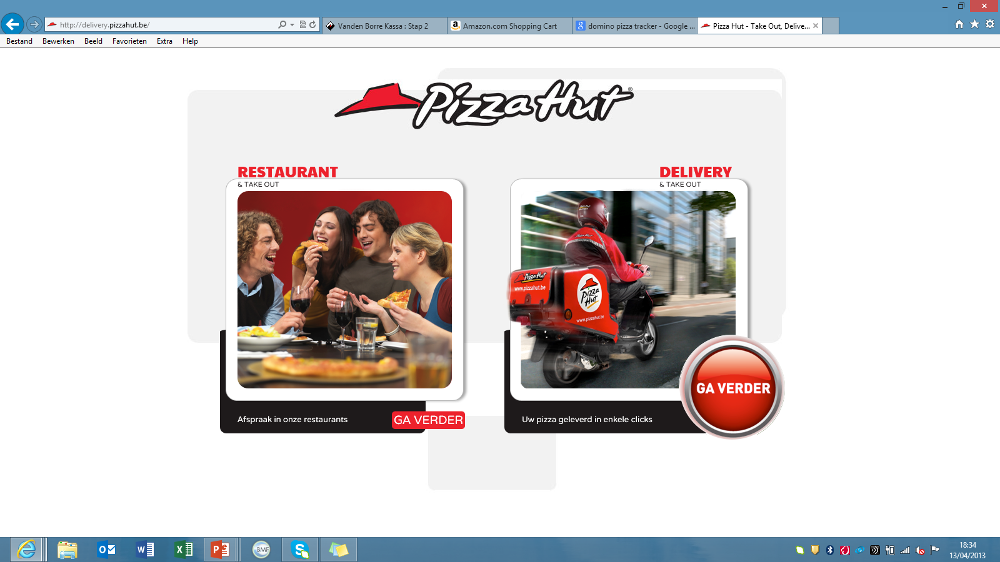 http://delivery.pizzahut.be/
Vanden Borre Kassa : Stap 2
Amazon.com Shopping Cart
domino pizza tracker - Google ...
Pizza Hut - Take Out, Delive...
Bestand Bewerken Beeld Favorieten Extra Help
Pizza Hut®
RESTAURANT
& TAKE OUT
DELIVERY
& TAKE OUT
Pizza Hut
www.pizzahut.be
Pizza Hut
www.pizzahut.be
Afspraak in onze restaurants
GA VERDER
Uw pizza geleverd in enkele clicks
GA VERDER
BMF
18:34
13/04/2013